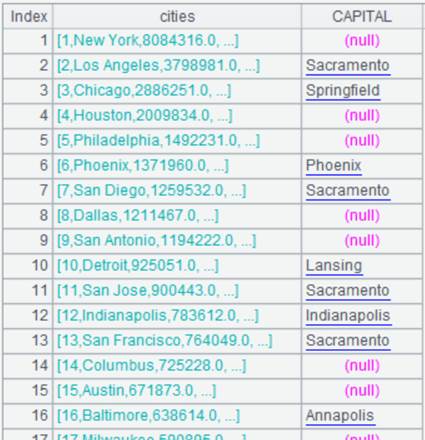 Index cities CAPITAL
1 [1,New York,8084316.0, ...] (null)
2 [2,Los Angeles,3798981.0, ...] Sacramento
3 [3,Chicago,2886251.0, ...] Springfield
4 [4,Houston,2009834.0, ...] (null)
5 [5,Philadelphia,1492231.0, ...] (null)
6 [6,Phoenix,1371960.0, ...] Phoenix
7 [7,San Diego,1259532.0, ...] Sacramento
8 [8,Dallas,1211467.0, ...] (null)
9 [9,San Antonio,1194222.0, ...] (null)
10 [10,Detroit,925051.0, ...] Lansing
11 [11,San Jose,900443.0, ...] Sacramento
12 [12,Indianapolis,783612.0, ...] Indianapolis
13 [13,San Francisco,764049.0, ...] Sacramento
14 [14,Columbus,725228.0, ...] (null)
15 [15,Austin,671873.0, ...] (null)
16 [16,Baltimore,638614.0, ...] Annapolis
17 [17,Milwaukee,590895.0, ...] (null)